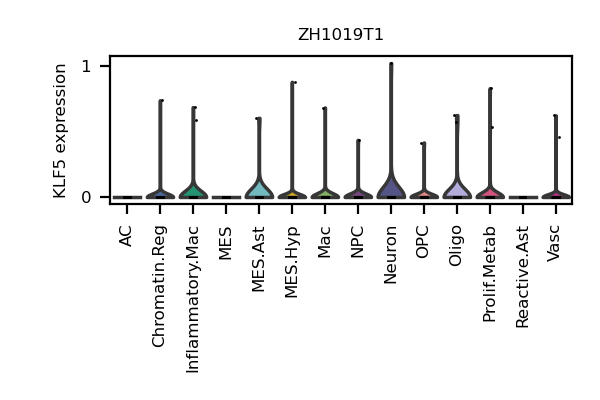 ZH1019T1
KLF5 expression
1
0
AC
Chromatin.Reg
Inflammatory.Mac
MES
MES.Ast
MES.Hyp
Mac
NPC
Neuron
OPC
Oligo
Prolif.Metab
Reactive.Ast
Vasc